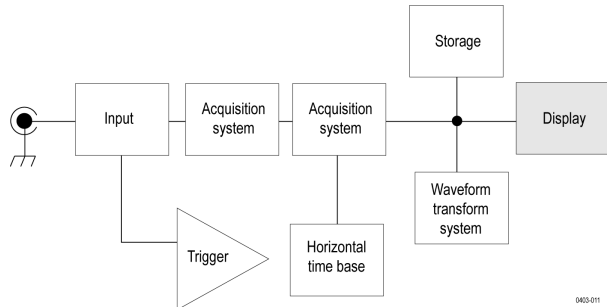 Storage
Input
Acquisition
system
Acquisition
system
Display
Waveform
transform
system
Trigger
Horizontal
time base
0403-011